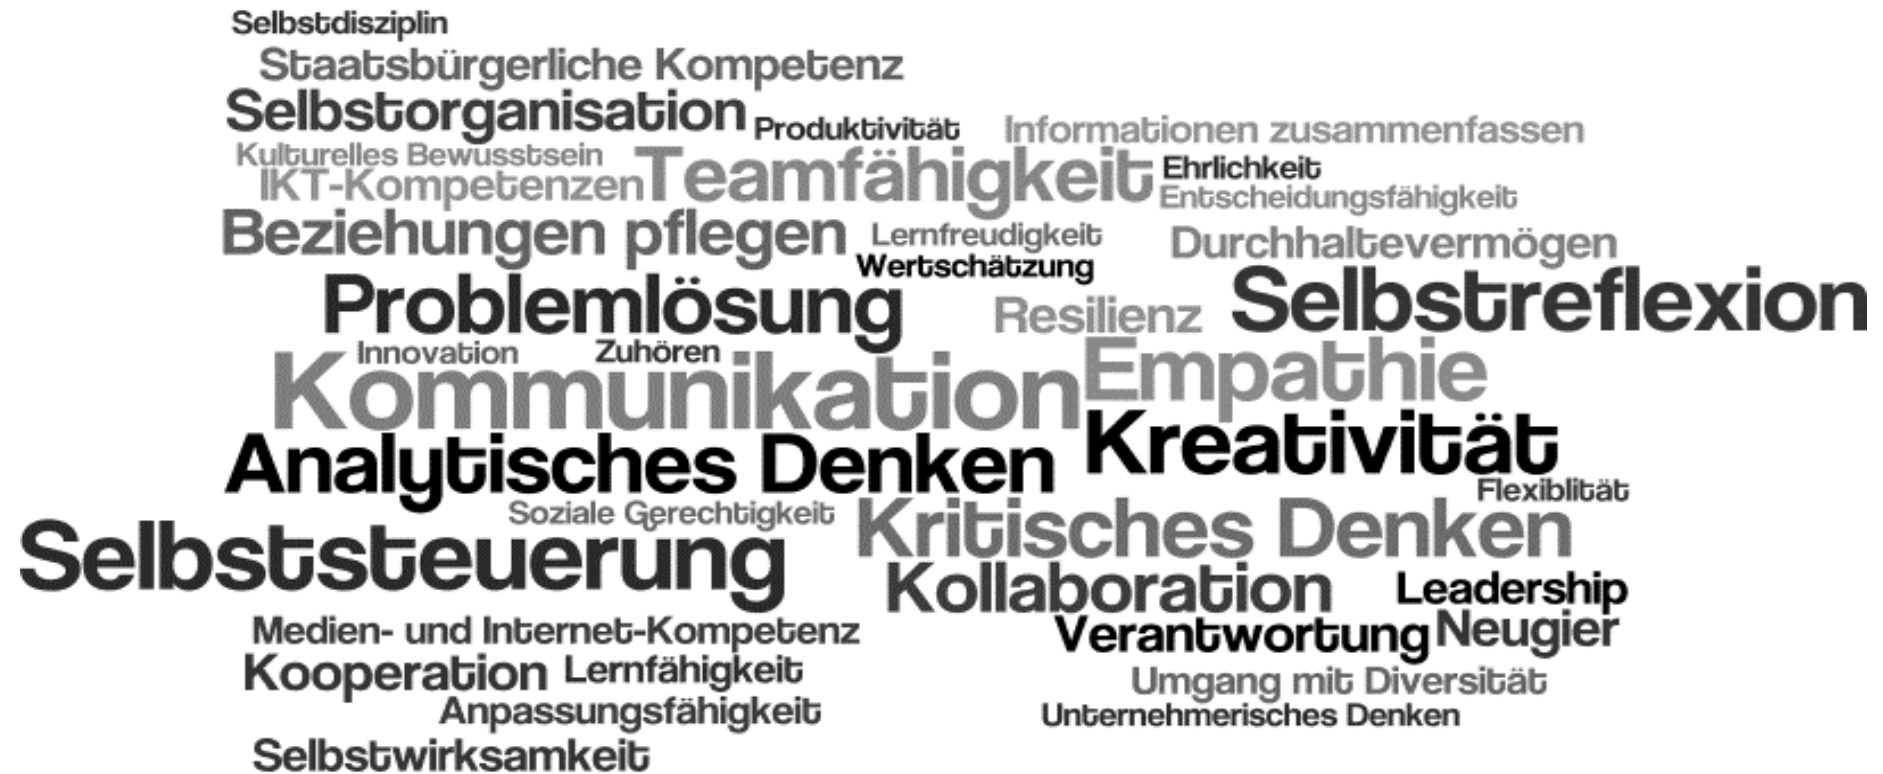 Selbstdisziplin
Staatsbürgerliche Kompetenz
Selbstorganisation
Produktivität
Informationen zusammenfassen
Kulturelles Bewusstsein
IKT-Kompetenzen
Teamfähigkeit
Ehrlichkeit
Entscheidungsfähigkeit
Beziehungen pflegen
Lernfreudigkeit
Durchhaltevermögen
Wertschätzung
Problemlösung
Resilienz
Selbstreflexion
Innovation
Zuhören
Kommunikation
Empathie
Analytisches Denken
Kreativität
Flexiblität
Soziale Gerechtigkeit
Kritisches Denken
Selbststeuerung
Kollaboration
Leadership
Medien- und Internet-Kompetenz
Verantwortung
Neugier
Kooperation
Lernfähigkeit
Umgang mit Diversität
Anpassungsfähigkeit
Unternehmerisches Denken
Selbstwirksamkeit